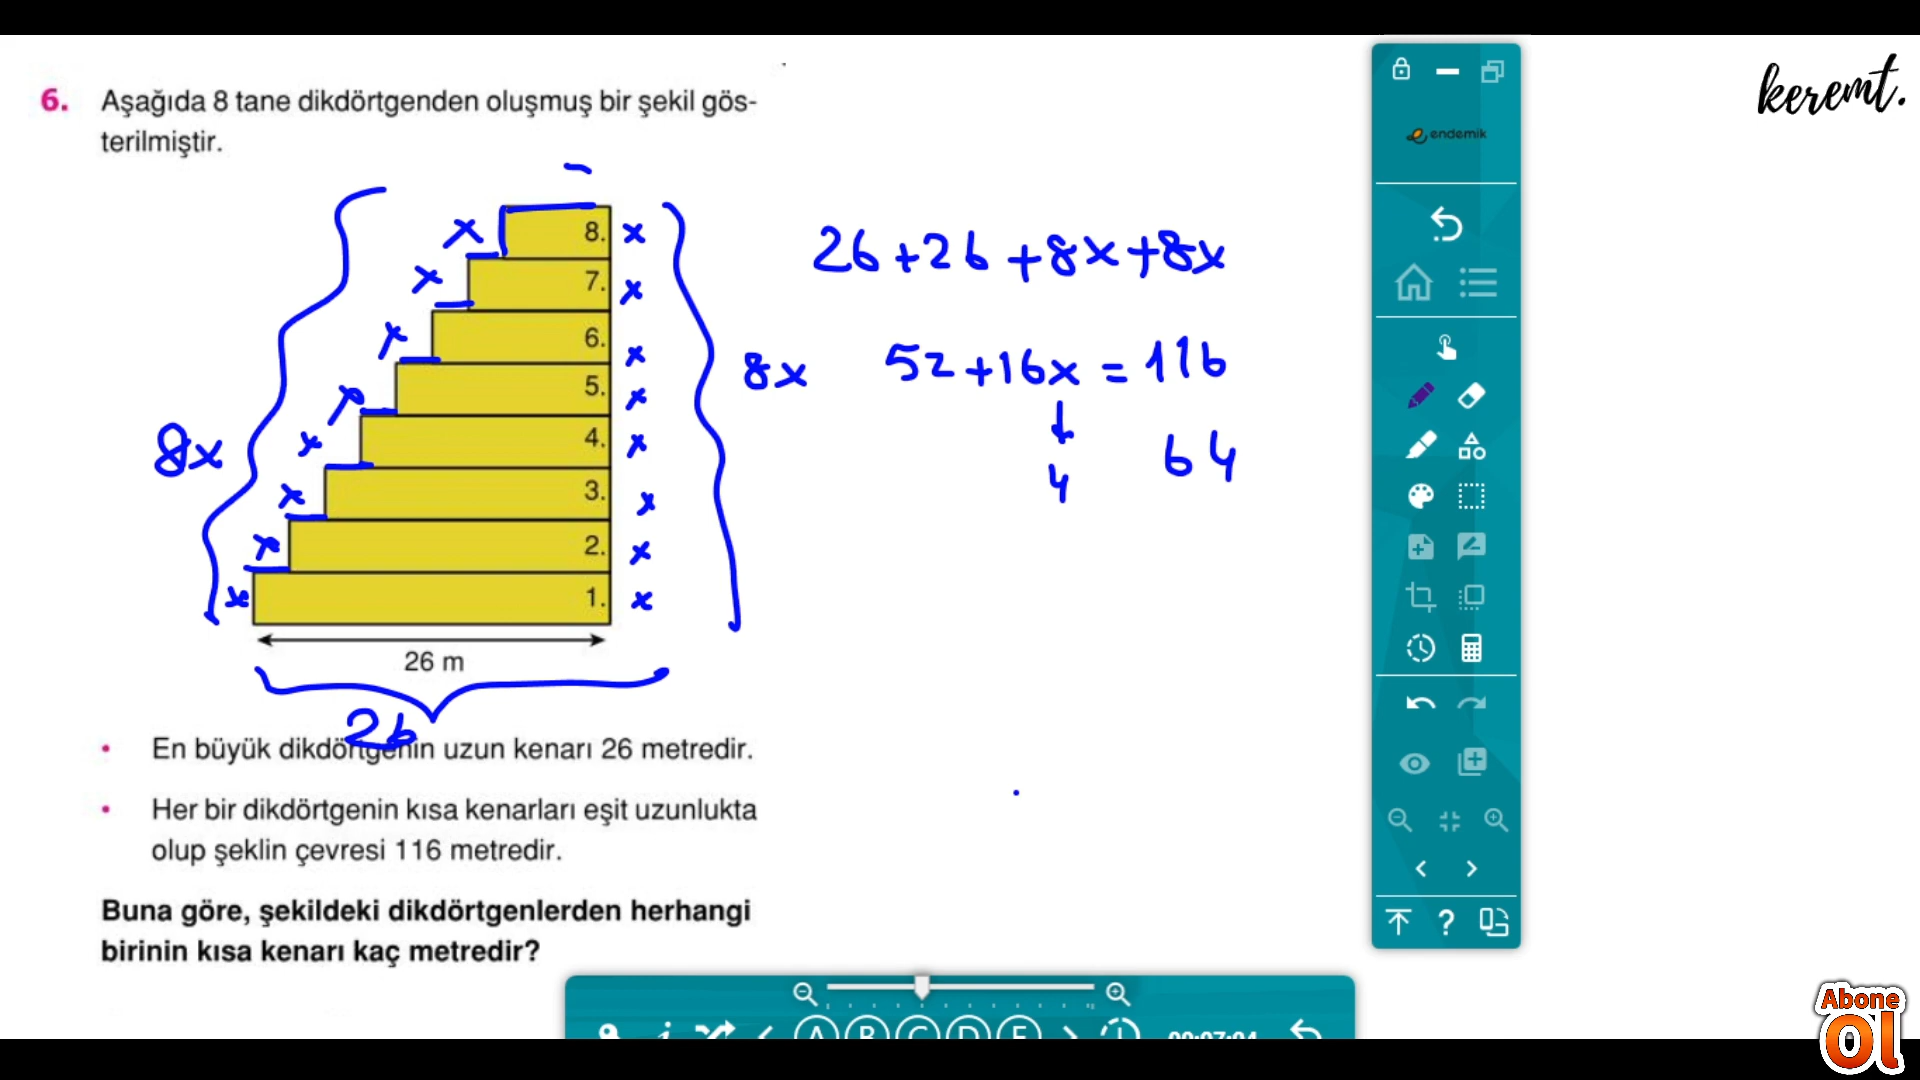 keremt.
endemik
6. Aşağıda 8 tane dikdörtgenden oluşmuş bir şekil gös-
terilmiştir.
x 8. x
x 7. x
x 6. x
x 5. x
x 4. x
x 3. x
x 2. x
x 1. x
8x
8x
26 m
26
26+26+8x+8x
52+16x=116
4
64
• En büyük dikdörtgenin uzun kenarı 26 metredir.
• Her bir dikdörtgenin kısa kenarları eşit uzunlukta
olup şeklin çevresi 116 metredir.
Buna göre, şekildeki dikdörtgenlerden herhangi
birinin kısa kenarı kaç metredir?
?
A B C D E
Abone
Ol